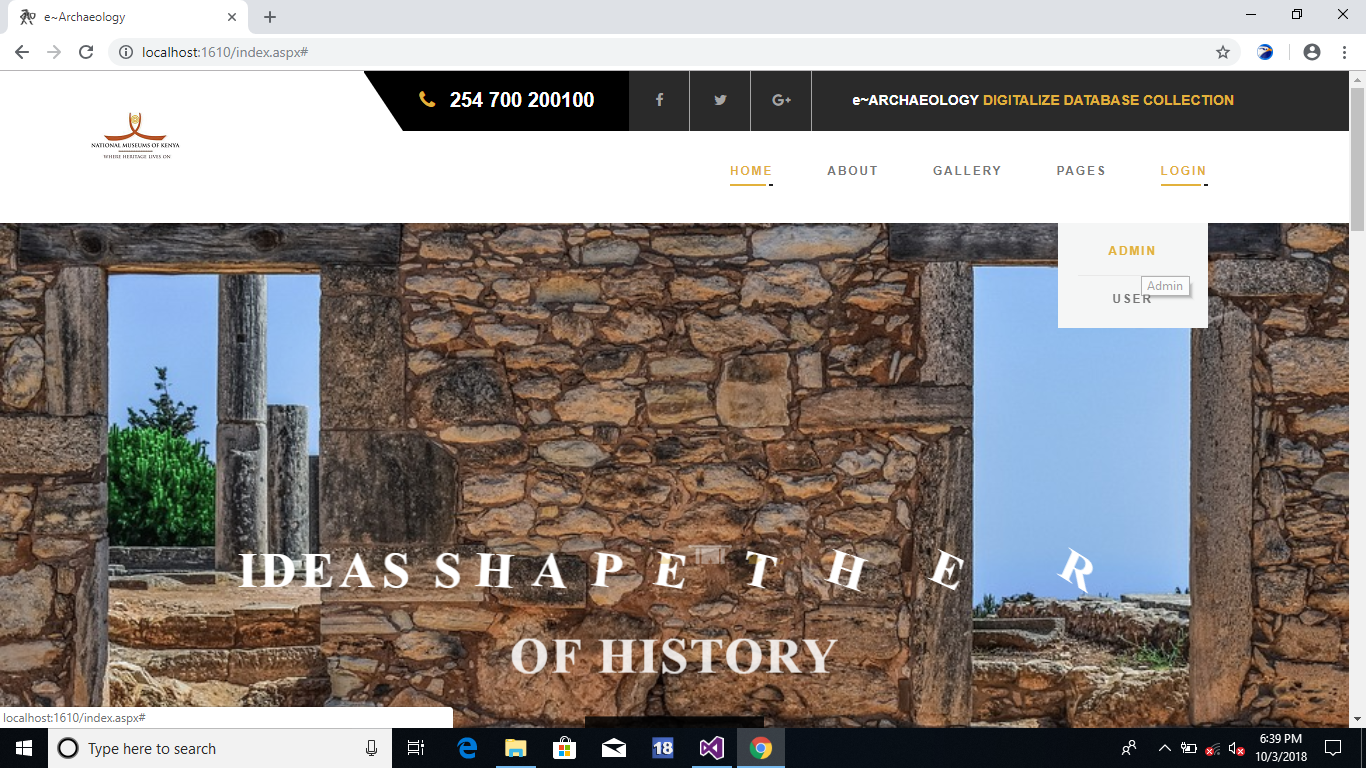 e~Archaeology
localhost:1610/index.aspx#
254 700 200100
e~ARCHAEOLOGY DIGITALIZE DATABASE COLLECTION
NATIONAL MUSEUMS OF KENYA
WHERE HERITAGE LIVES ON
HOME ABOUT GALLERY PAGES LOGIN
ADMIN
Admin
USER
IDEAS SHAPE THE R
OF HISTORY
localhost:1610/index.aspx#
Type here to search
18
6:39 PM
10/3/2018